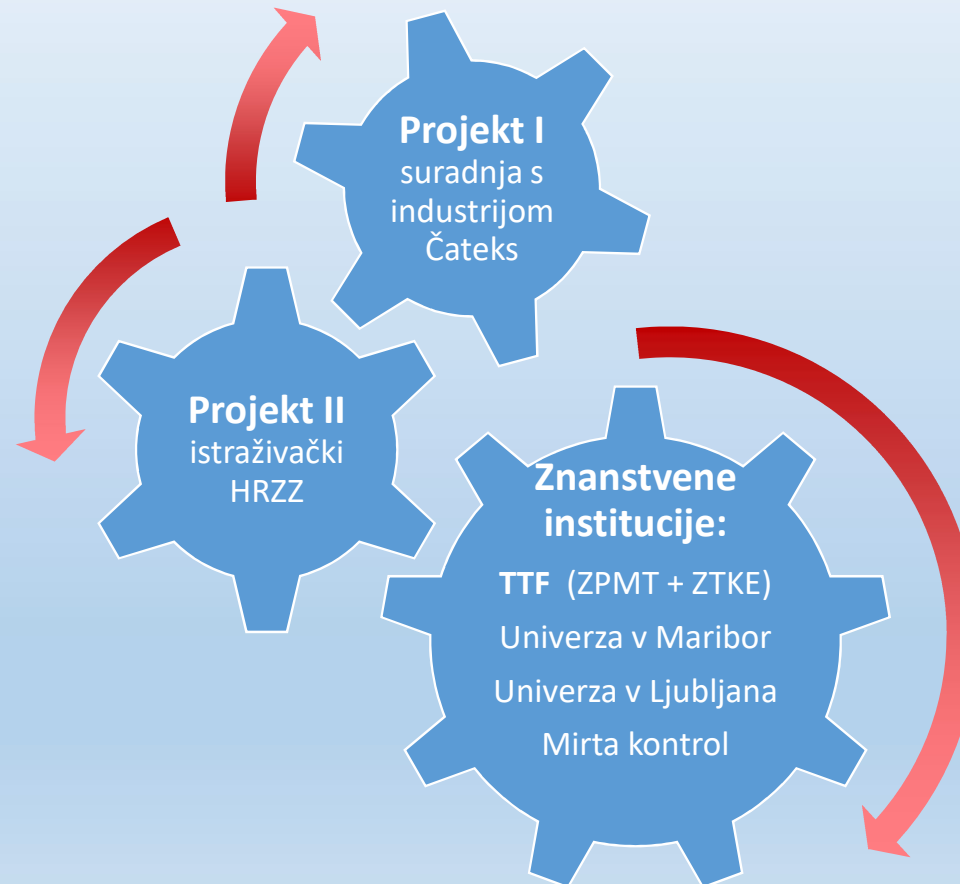 Projekt I
suradnja s
industrijom
Čateks
Projekt II
istraživački
HRZZ
Znanstvene
institucije:
TTF (ZPMT + ZTKE)
Univerza v Maribor
Univerza v Ljubljana
Mirta kontrol